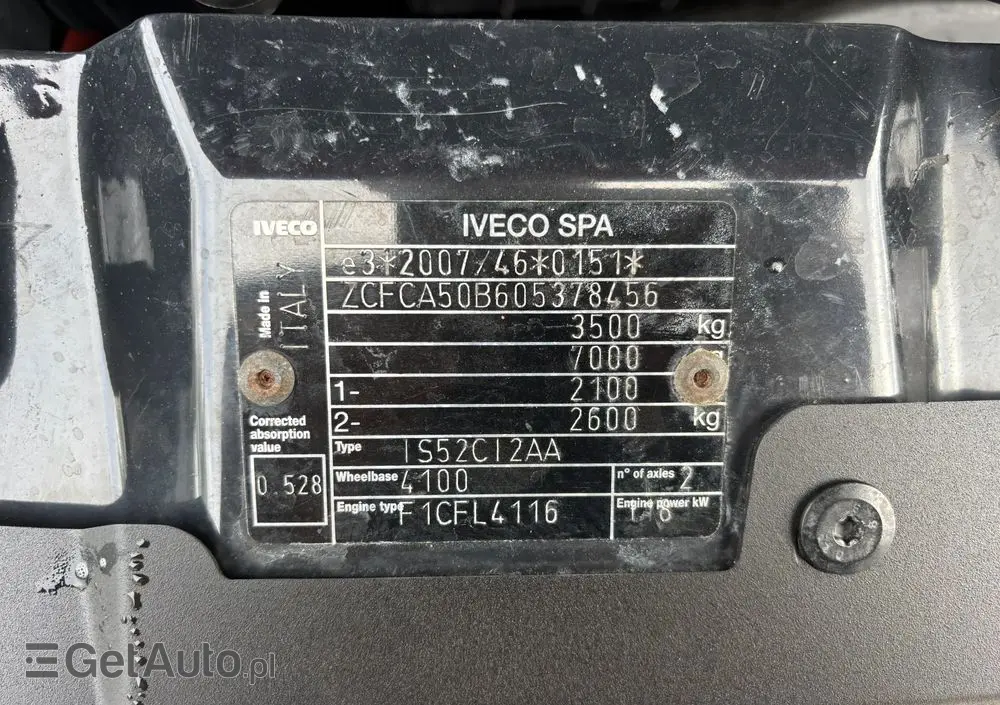 IVECO
IVECO SPA
e3*2007/46*0151*
ZCFCA50B605378456
3500 kg
7000
1- 2100
2- 2600 kg
Made in
ITALY
Corrected
absorption
value
0.528
Type IS52CI2AA
Wheelbase 4100
n° of axles 2
Engine type F1CFL4116
Engine power kW
GetAuto.pl